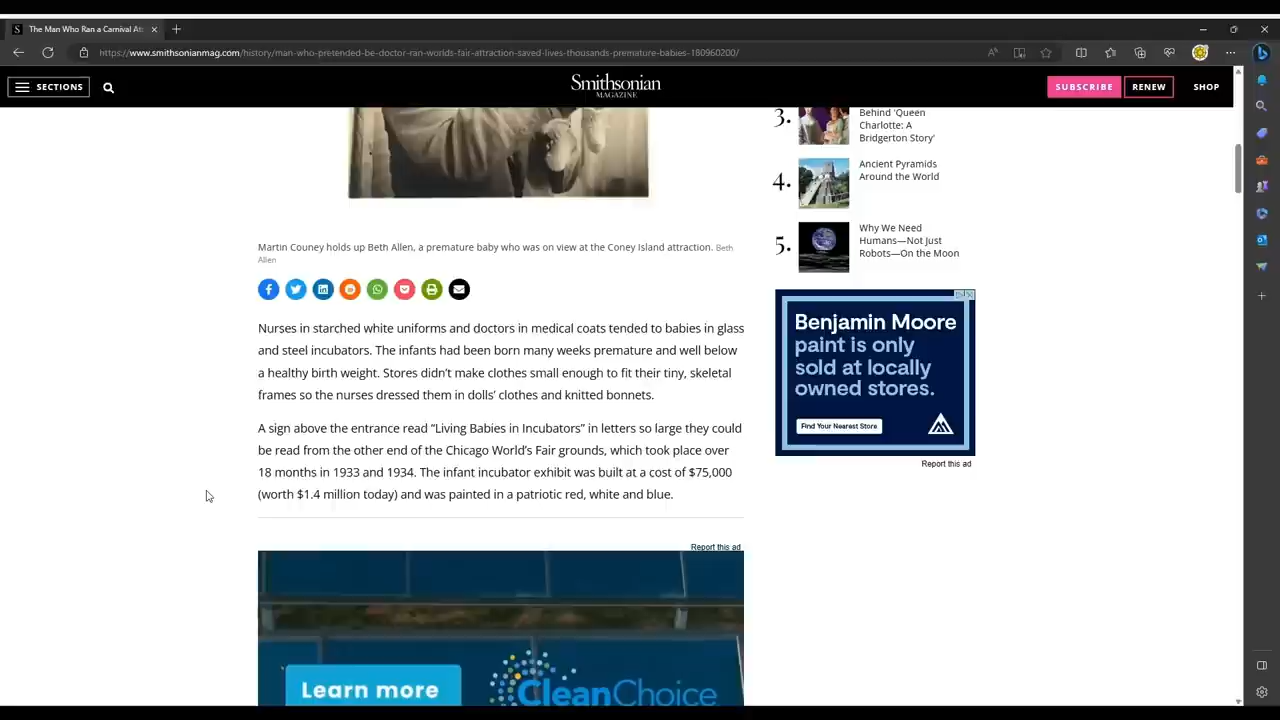 The Man Who Ran a Carnival Att
https://www.smithsonianmag.com/history/man-who-pretended-be-doctor-ran-worlds-fair-attraction-saved-lives-thousands-premature-babies-180960200/
SECTIONS
Smithsonian
MAGAZINE
SUBSCRIBE
RENEW
SHOP
3.
Behind 'Queen
Charlotte: A
Bridgerton Story'
4.
Ancient Pyramids
Around the World
5.
Why We Need
Humans—Not Just
Robots—On the Moon
Martin Couney holds up Beth Allen, a premature baby who was on view at the Coney Island attraction. Beth
Allen
Nurses in starched white uniforms and doctors in medical coats tended to babies in glass
and steel incubators. The infants had been born many weeks premature and well below
a healthy birth weight. Stores didn’t make clothes small enough to fit their tiny, skeletal
frames so the nurses dressed them in dolls’ clothes and knitted bonnets.
A sign above the entrance read “Living Babies in Incubators” in letters so large they could
be read from the other end of the Chicago World’s Fair grounds, which took place over
18 months in 1933 and 1934. The infant incubator exhibit was built at a cost of $75,000
(worth $1.4 million today) and was painted in a patriotic red, white and blue.
Benjamin Moore
paint is only
sold at locally
owned stores.
Find Your Nearest Store
Report this ad
Report this ad
Learn more
CleanChoice